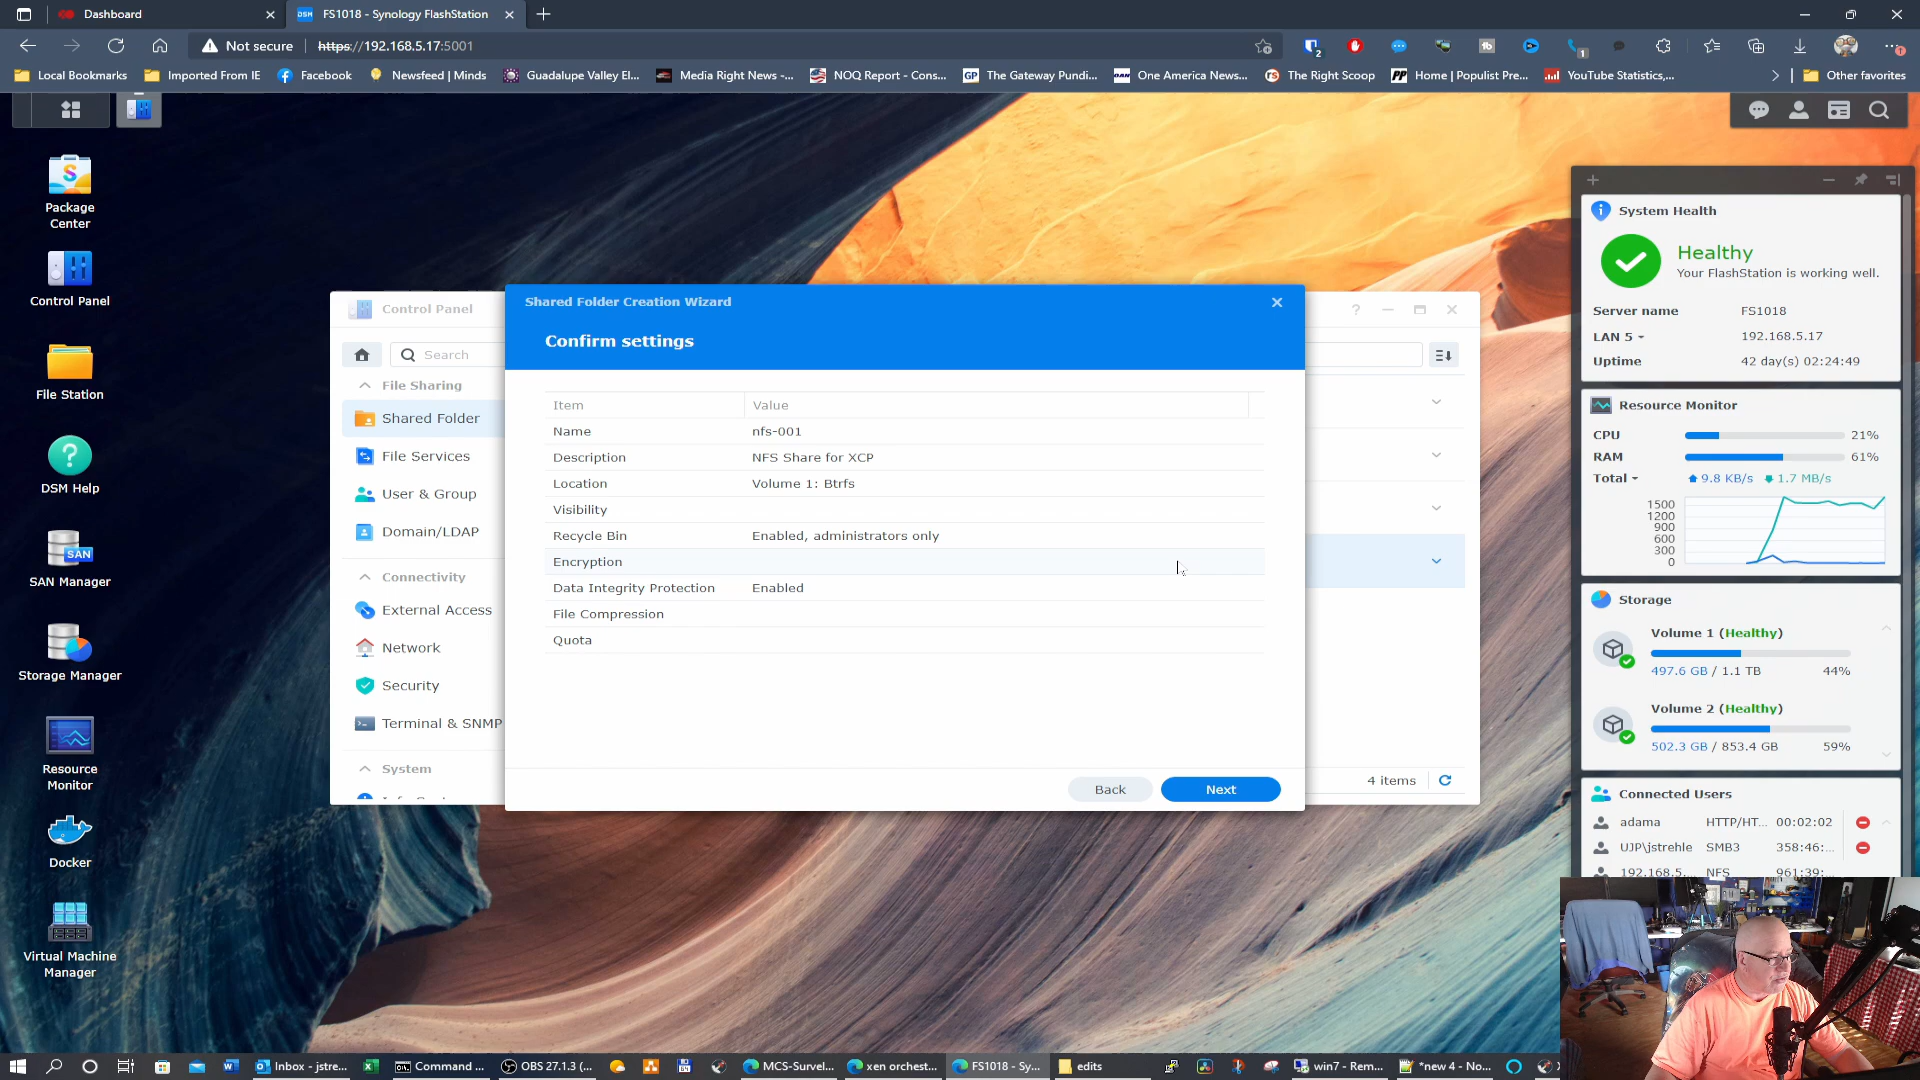 Dashboard
FS1018 - Synology FlashStation
Not secure
https://192.168.5.17:5001
2
1
Local Bookmarks
Imported From IE
Facebook
Newsfeed | Minds
Guadalupe Valley El...
Media Right News -...
NOQ Report - Cons...
The Gateway Pundi...
One America News...
The Right Scoop
Home | Populist Pre...
YouTube Statistics,...
Other favorites
Package
Center
Control Panel
File Station
DSM Help
SAN Manager
Storage Manager
Resource
Monitor
Docker
Virtual Machine
Manager
Control Panel
Search
File Sharing
Shared Folder
File Services
User & Group
Domain/LDAP
Connectivity
External Access
Network
Security
Terminal & SNMP
System
4 items
Shared Folder Creation Wizard
Confirm settings
Item Value
Name nfs-001
Description NFS Share for XCP
Location Volume 1: Btrfs
Visibility
Recycle Bin Enabled, administrators only
Encryption
Data Integrity Protection Enabled
File Compression
Quota
Back
Next
System Health
Healthy
Your FlashStation is working well.
Server name FS1018
LAN 5 192.168.5.17
Uptime 42 day(s) 02:24:49
Resource Monitor
CPU 21%
RAM 61%
Total 9.8 KB/s 1.7 MB/s
1500
1200
900
600
300
0
Storage
Volume 1 (Healthy)
497.6 GB / 1.1 TB 44%
Volume 2 (Healthy)
502.3 GB / 853.4 GB 59%
Connected Users
adama HTTP/HT... 00:02:02
UJP\jstrehle SMB3 358:46:...
192.168.5.... NFS 961:39:...
Inbox - jstre...
Command ...
OBS 27.1.3 (...
MCS-Survel...
xen orchest...
FS1018 - Sy...
edits
win7 - Rem...
*new 4 - No...